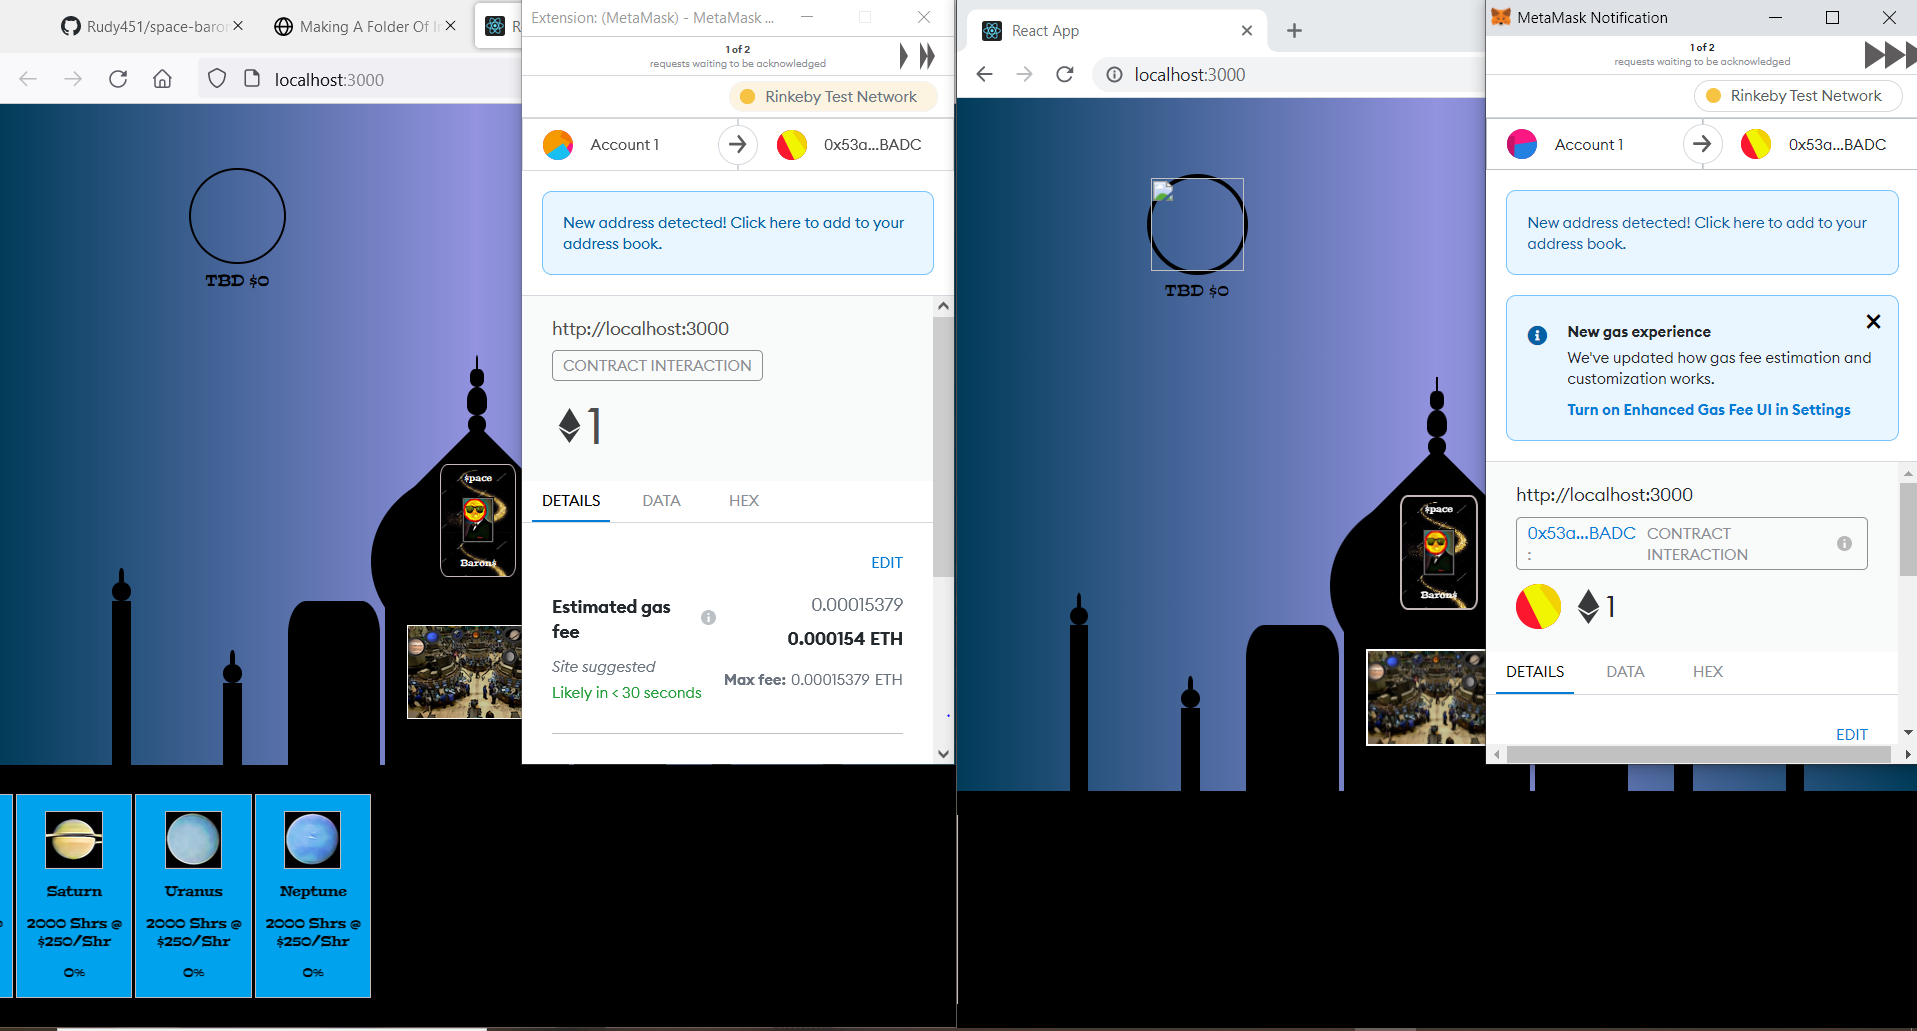 Rudy451/space-baron
Making A Folder Of I
R
localhost:3000
TBD $0
$pace
Baron$
Saturn
2000 Shrs @
$250/Shr
0%
Uranus
2000 Shrs @
$250/Shr
0%
Neptune
2000 Shrs @
$250/Shr
0%
Extension: (MetaMask) - MetaMask ...
1 of 2
requests waiting to be acknowledged
Rinkeby Test Network
Account 1
0x53a...BADC
New address detected! Click here to add to your
address book.
http://localhost:3000
CONTRACT INTERACTION
1
DETAILS
DATA
HEX
EDIT
Estimated gas
fee
0.00015379
0.000154 ETH
Site suggested
Likely in < 30 seconds
Max fee: 0.00015379 ETH
React App
localhost:3000
TBD $0
$pace
Baron$
MetaMask Notification
1 of 2
requests waiting to be acknowledged
Rinkeby Test Network
Account 1
0x53a...BADC
New address detected! Click here to add to your
address book.
New gas experience
We've updated how gas fee estimation and
customization works.
Turn on Enhanced Gas Fee UI in Settings
http://localhost:3000
0x53a...BADC
:
CONTRACT
INTERACTION
1
DETAILS
DATA
HEX
EDIT